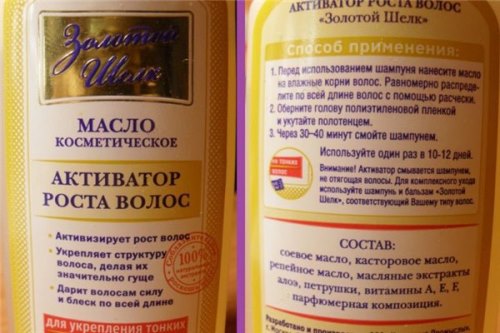 Золотой
Шелк
МАСЛО
КОСМЕТИЧЕСКОЕ
АКТИВАТОР
РОСТА ВОЛОС
• Активизирует рост волос
• Укрепляет структуру
волоса, делая их
значительно гуще
• Дарит волосам силу
и блеск по всей длине
100%
для укрепления тонких
АКТИВАТОР РОСТА ВОЛОС
«Золотой Шелк»
Способ применения:
1. Перед использованием шампуня нанесите масло
на влажные корни волос. Равномерно распреде-
лите по всей длине волос с помощью расчески.
2. Оберните голову полиэтиленовой пленкой
и укутайте полотенцем.
3. Через 30-40 минут смойте шампунем.
Используйте один раз в 10-12 дней.
тонких
волос
Внимание! Активатор смывается шампунем,
не отягощая волосы. Для комплексного ухода
используйте шампунь и бальзам «Золотой
Шелк», соответствующий Вашему типу волос.
СОСТАВ:
соевое масло, касторовое масло,
репейное масло, масляные экстракты
алоэ, петрушки, витамины А, Е, F,
парфюмерная композиция.
Разработано и